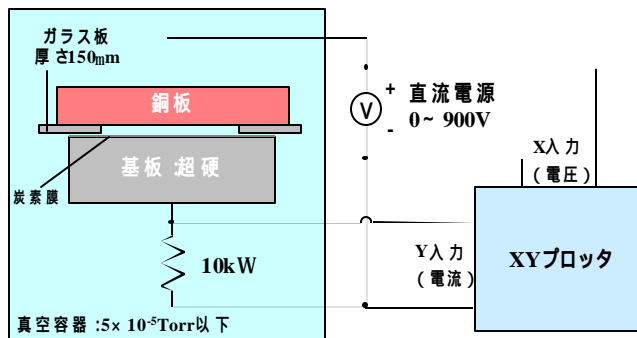 ガラス板
厚さ150mm
銅板
基板:超硬
炭素膜
10kW
真空容器:5×10⁻⁵Torr以下
V
+
-
直流電源
0~900V
X入力
(電圧)
Y入力
(電流)
XYプロッタ